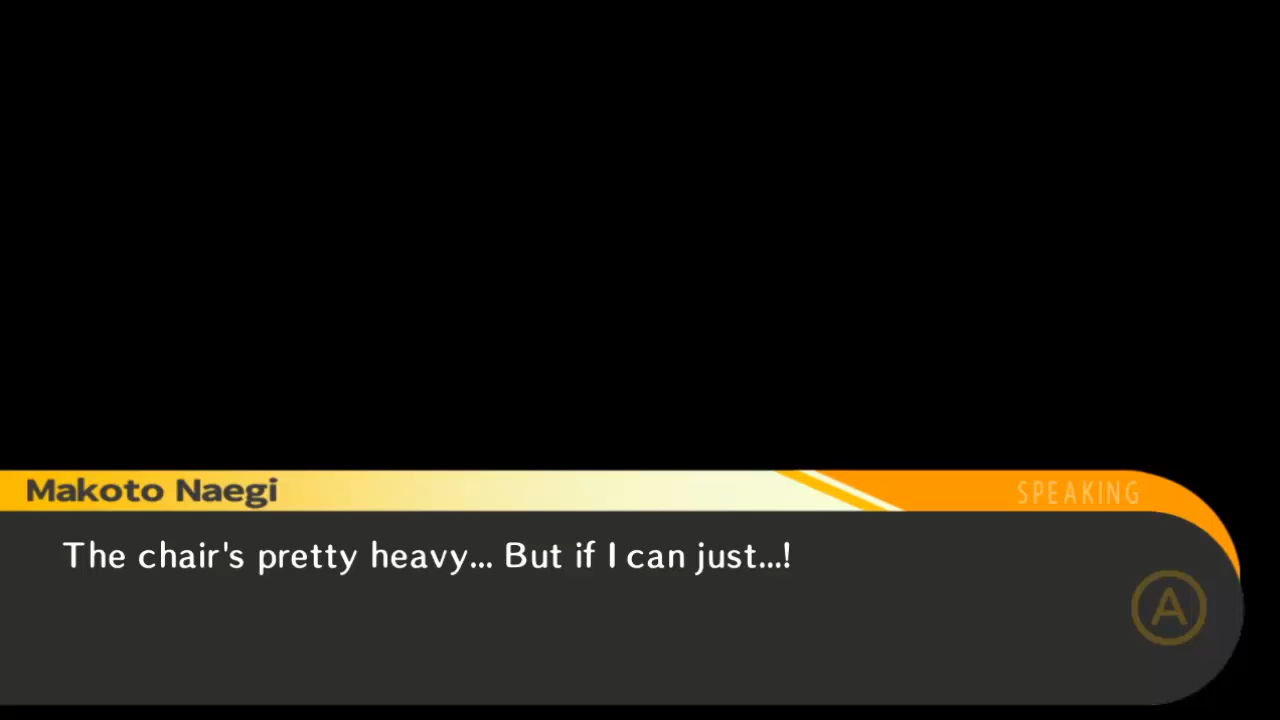 Makoto Naegi
SPEAKING
The chair's pretty heavy... But if I can just...!
A